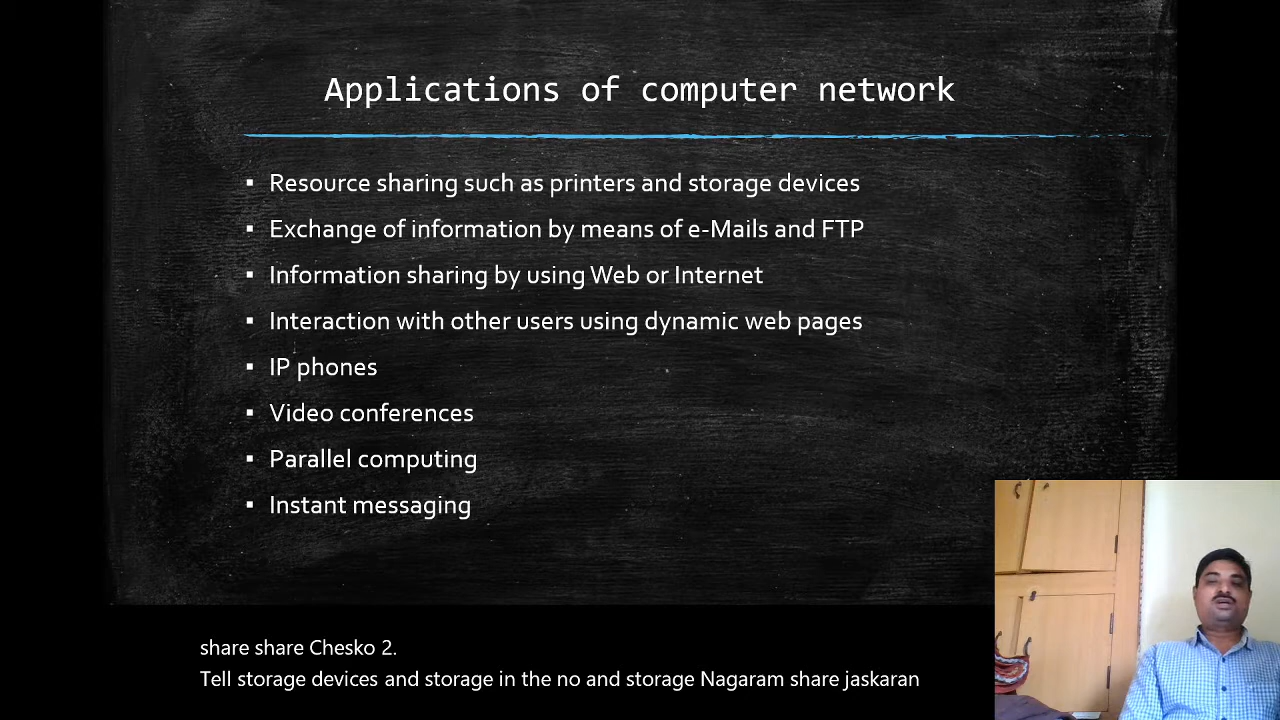 Applications of computer network
▪ Resource sharing such as printers and storage devices
▪ Exchange of information by means of e-Mails and FTP
▪ Information sharing by using Web or Internet
▪ Interaction with other users using dynamic web pages
▪ IP phones
▪ Video conferences
▪ Parallel computing
▪ Instant messaging
share share Chesko 2.
Tell storage devices and storage in the no and storage Nagaram share jaskaran